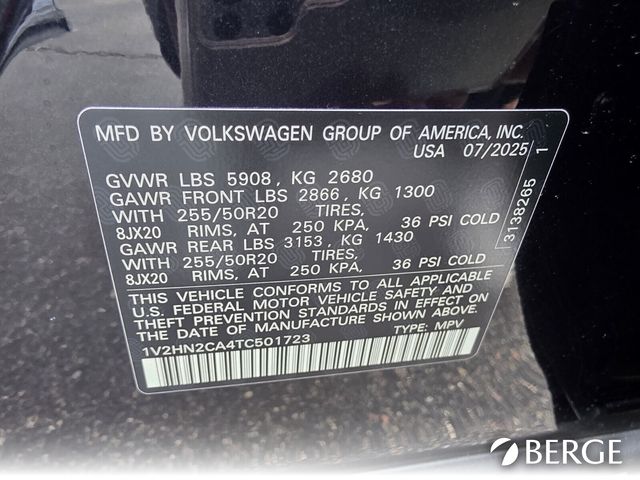 MFD BY VOLKSWAGEN GROUP OF AMERICA, INC.
USA 07/2025
GVWR LBS 5908, KG 2680
GAWR FRONT LBS 2866, KG 1300
WITH 255/50R20 TIRES,
8JX20 RIMS, AT 250 KPA, 36 PSI COLD
GAWR REAR LBS 3153, KG 1430
WITH 255/50R20 TIRES,
8JX20 RIMS, AT 250 KPA, 36 PSI COLD
THIS VEHICLE CONFORMS TO ALL APPLICABLE
U.S. FEDERAL MOTOR VEHICLE SAFETY AND
THEFT PREVENTION STANDARDS IN EFFECT ON
THE DATE OF MANUFACTURE SHOWN ABOVE.
1V2HN2CA4TC501723 TYPE: MPV
3138265 1
BERGE